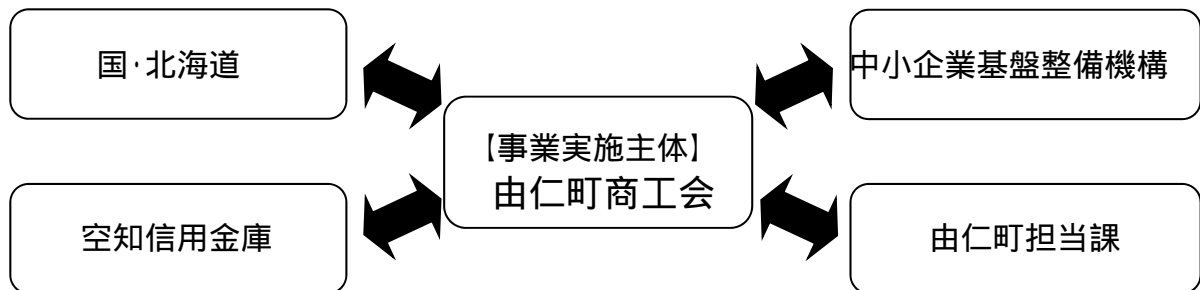 国・北海道
中小企業基盤整備機構
【事業実施主体】
由仁町商工会
空知信用金庫
由仁町担当課